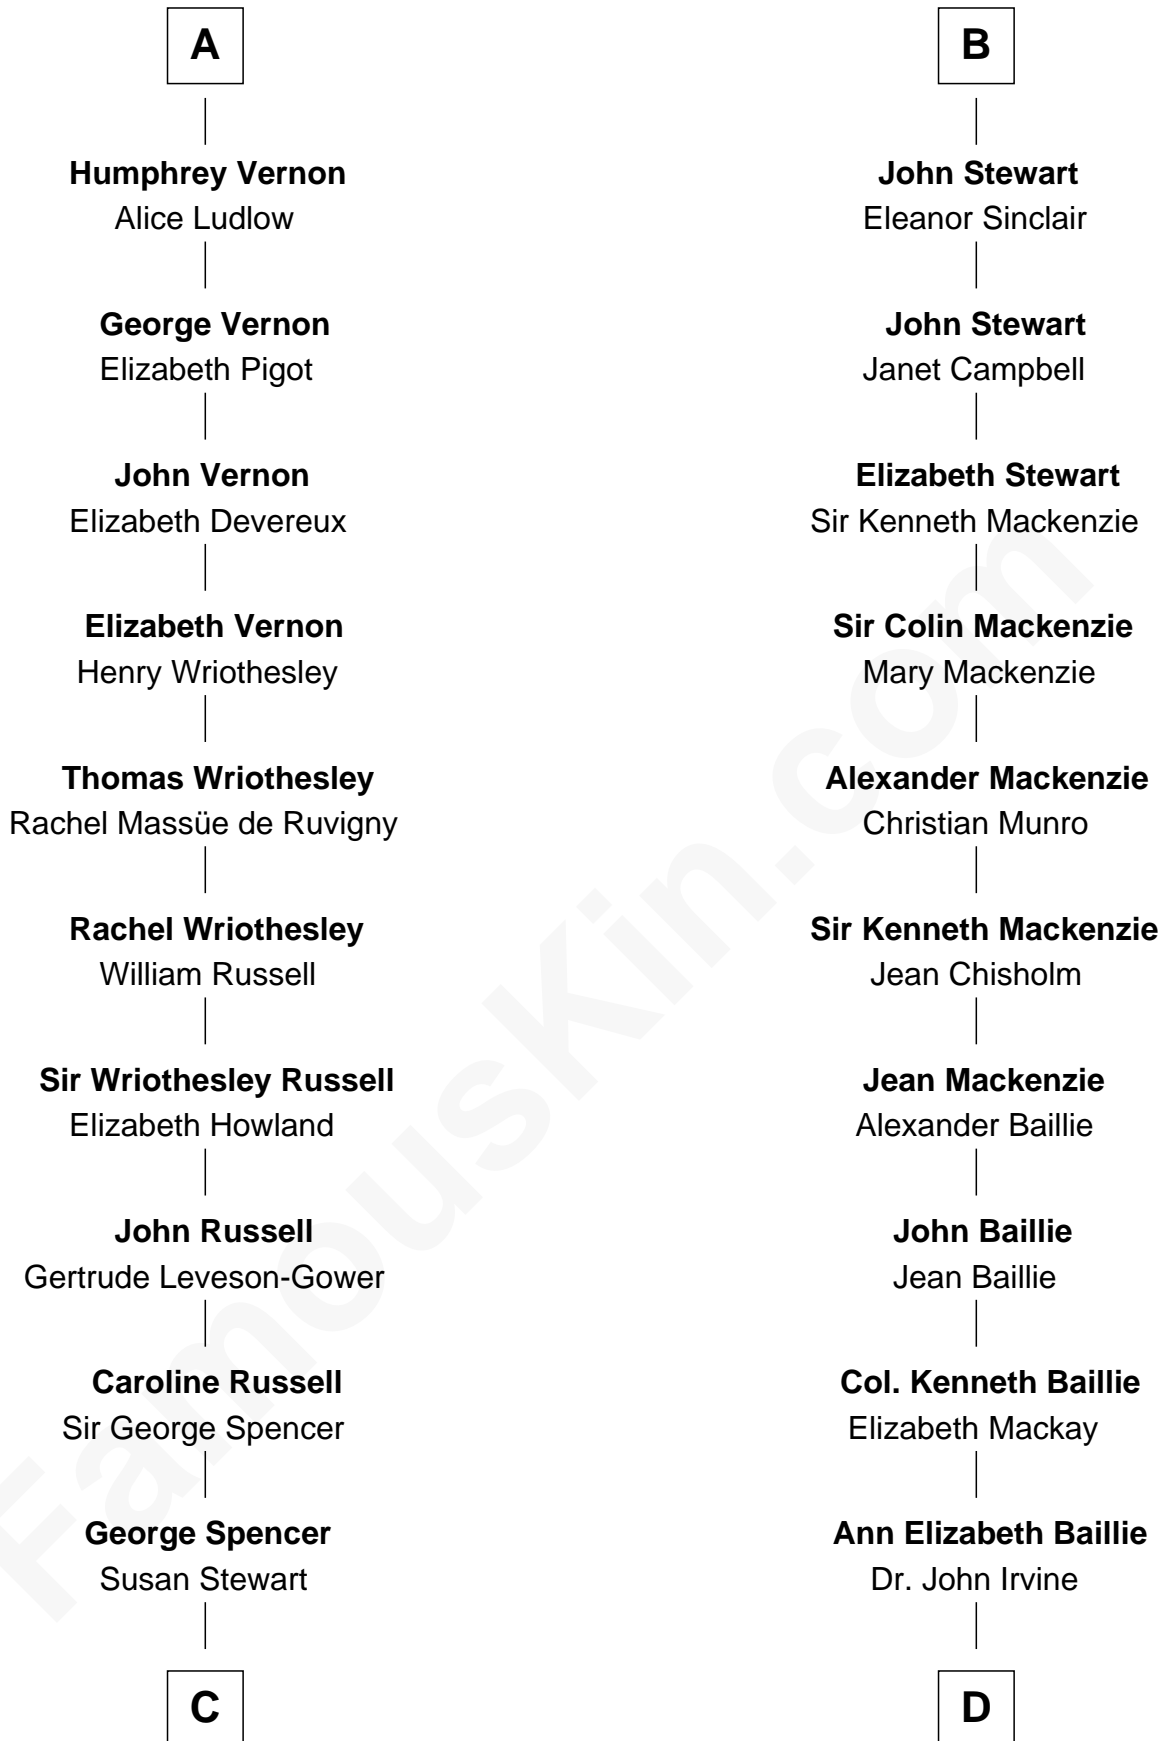 A
Humphrey Vernon
Alice Ludlow
George Vernon
Elizabeth Pigot
John Vernon
Elizabeth Devereux
Elizabeth Vernon
Henry Wriothesley
Thomas Wriothesley
Rachel Massüe de Ruvigny
Rachel Wriothesley
William Russell
Sir Wriothesley Russell
Elizabeth Howland
John Russell
Gertrude Leveson-Gower
Caroline Russell
Sir George Spencer
George Spencer
Susan Stewart
C
B
John Stewart
Eleanor Sinclair
John Stewart
Janet Campbell
Elizabeth Stewart
Sir Kenneth Mackenzie
Sir Colin Mackenzie
Mary Mackenzie
Alexander Mackenzie
Christian Munro
Sir Kenneth Mackenzie
Jean Chisholm
Jean Mackenzie
Alexander Baillie
John Baillie
Jean Baillie
Col. Kenneth Baillie
Elizabeth Mackay
Ann Elizabeth Baillie
Dr. John Irvine
D
FamousKin.com